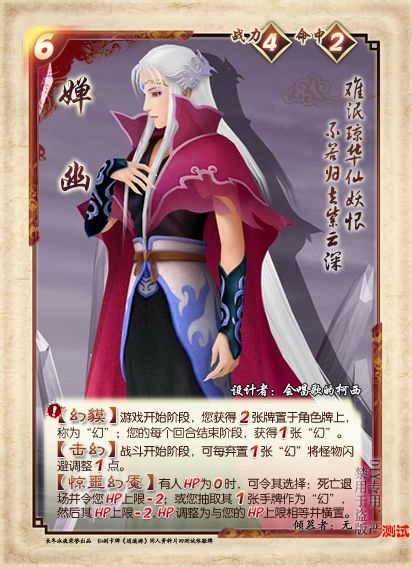 6
战力 4 命中 2
婵幽
难泯琼华仙妖恨
不若归去紫云深
设计者：会唱歌的柯西
【幻貘】游戏开始阶段，您获得2张牌置于角色牌上，
称为“幻”；您的每个回合结束阶段，获得1张“幻”。
【击幻】战斗开始阶段，可每弃置1张“幻”将怪物闪
避调整1点。
【惊噩幻魇】有人HP为0时，可令其选择：死亡退
场并令您HP上限-2；或您抽取其1张手牌作为“幻”，
然后其HP上限-2，HP调整为与您的HP上限相等并横置。
倾慕者：无
禁用于盗版
测试